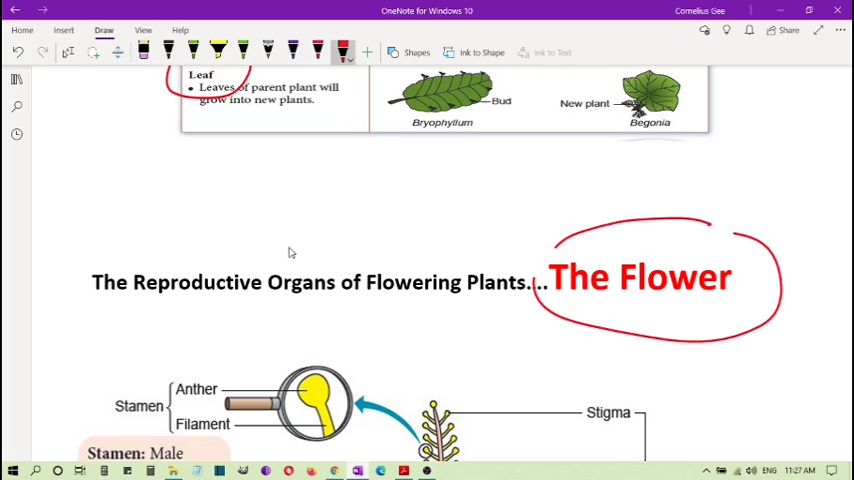 OneNote for Windows 10
Cornelius Gee
Home Insert Draw View Help
Share
Shapes
Ink to Shape
Ink to Text
Leaf
• Leaves of parent plant will
grow into new plants.
Bud
Bryophyllum
New plant
Begonia
The Reproductive Organs of Flowering Plants....The Flower
Stamen
Anther
Filament
Stigma
Stamen: Male
ENG 11:27 AM